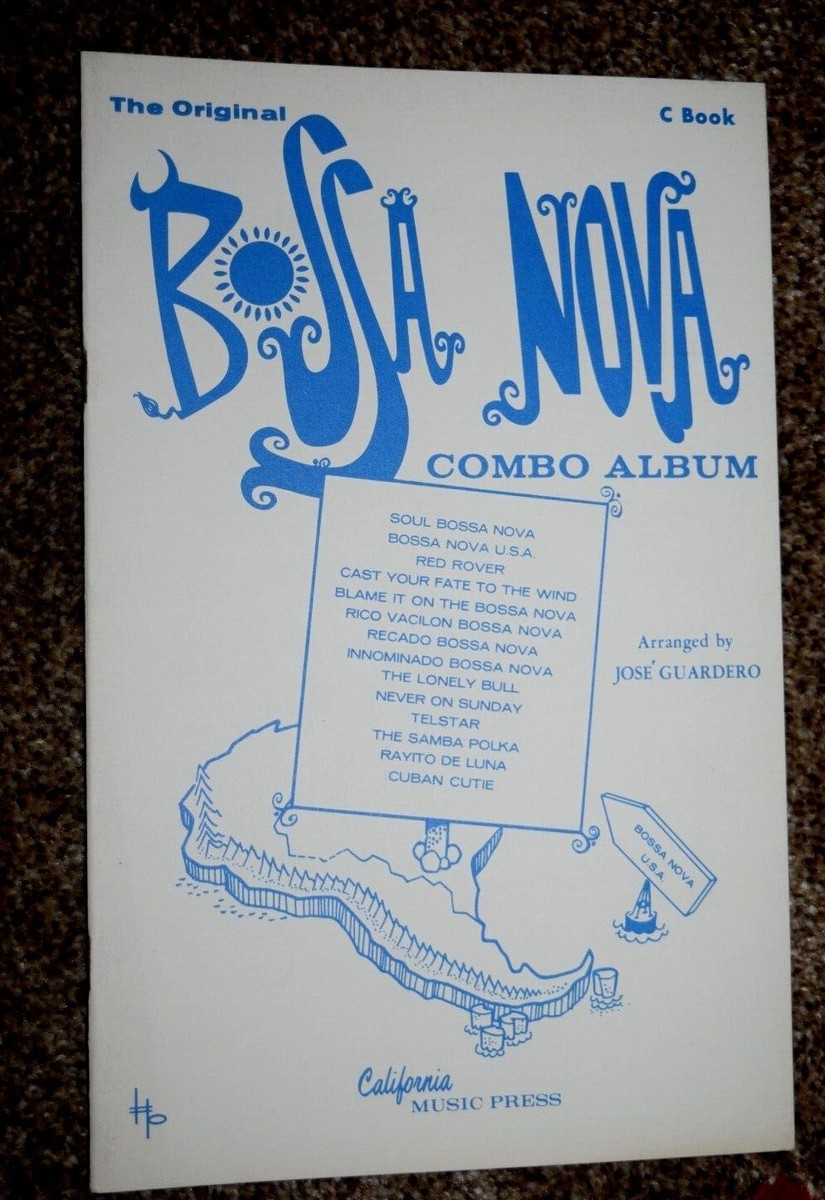 The Original
C Book
BOSSA NOVA
COMBO ALBUM
SOUL BOSSA NOVA
BOSSA NOVA U.S.A.
RED ROVER
CAST YOUR FATE TO THE WIND
BLAME IT ON THE BOSSA NOVA
RICO VACILON BOSSA NOVA
RECADO BOSSA NOVA
INNOMINADO BOSSA NOVA
THE LONELY BULL
NEVER ON SUNDAY
TELSTAR
THE SAMBA POLKA
RAYITO DE LUNA
CUBAN CUTIE
Arranged by
JOSÉ GUARDERO
BOSSA NOVA
U.S.A.
California
MUSIC PRESS